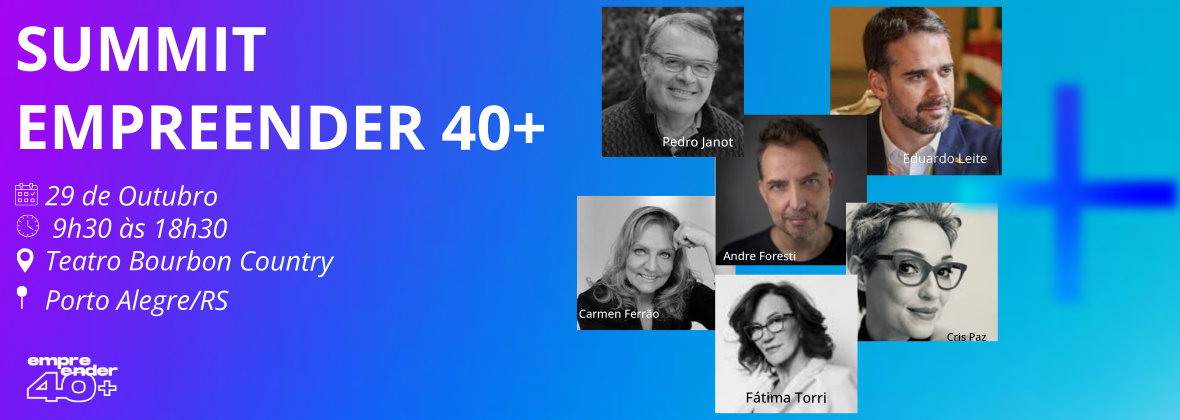 SUMMIT
EMPREENDER 40+
29 de Outubro
9h30 às 18h30
Teatro Bourbon Country
Porto Alegre/RS
empre
ender
40+
Pedro Janot
Eduardo Leite
Andre Foresti
Carmen Ferrão
Cris Paz
Fátima Torri